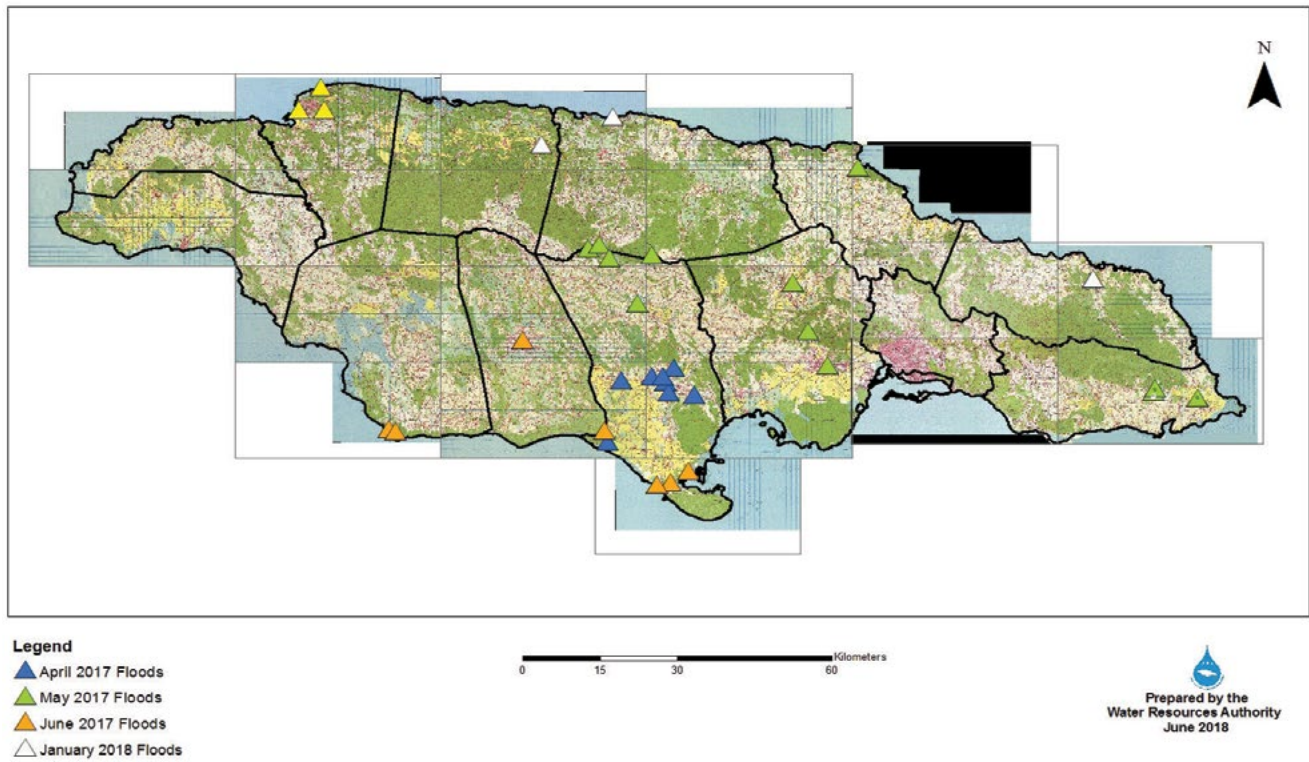 N
Legend
April 2017 Floods
May 2017 Floods
June 2017 Floods
January 2018 Floods
Kilometers
0 15 30 60
Prepared by the
Water Resources Authority
June 2018